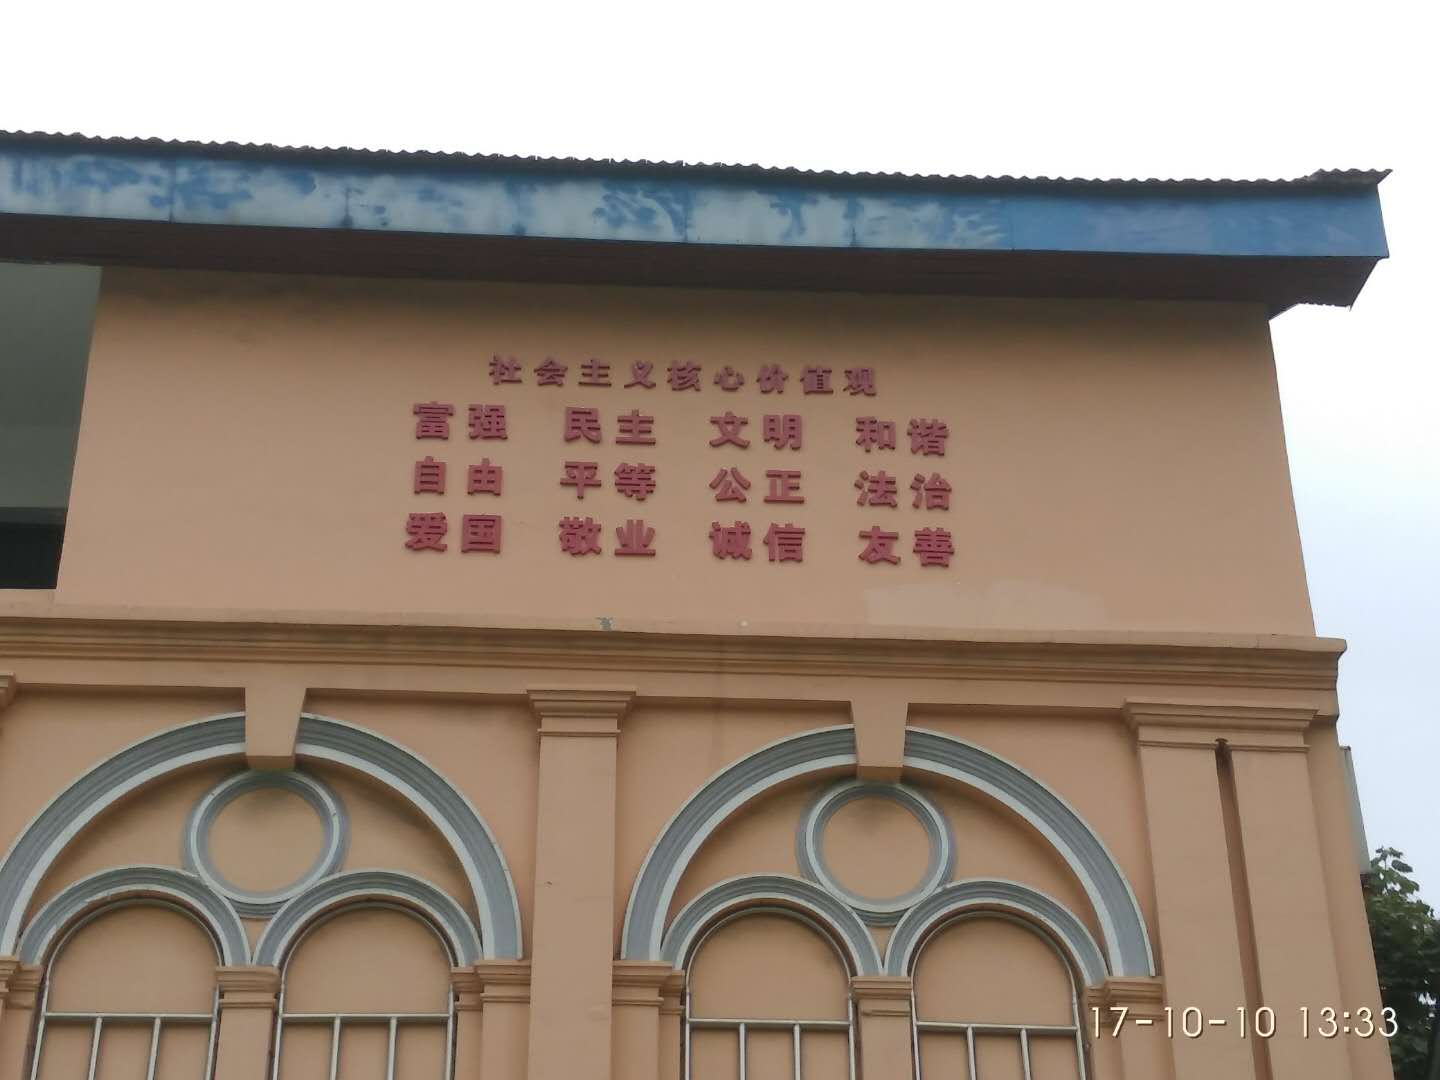 社会主义核心价值观
富强 民主 文明 和谐
自由 平等 公正 法治
爱国 敬业 诚信 友善
17-10-10 13:33